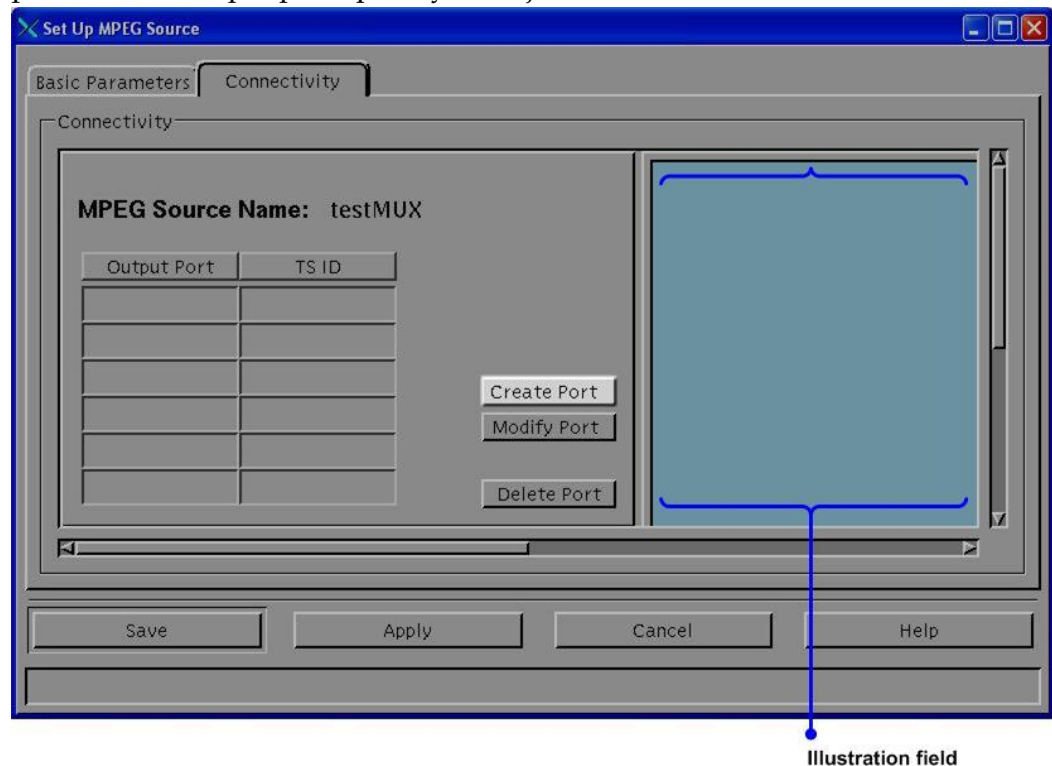 Set Up MPEG Source
Basic Parameters
Connectivity
Connectivity
MPEG Source Name: testMUX
Output Port
TS ID
Create Port
Modify Port
Delete Port
Save
Apply
Cancel
Help
Illustration field